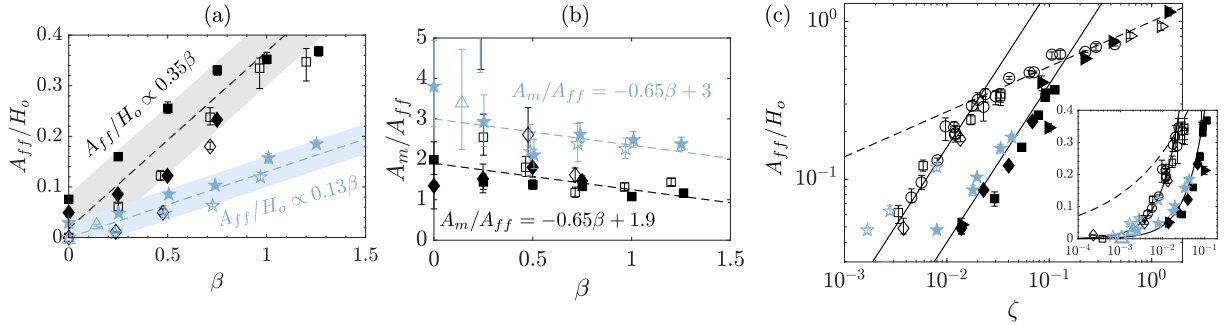 (a)
0.4
0.3
0.2
0.1
0
0
0.5
1
1.5
A_{ff}/H_o
β
A_{ff}/H_o ∝ 0.35β
A_{ff}/H_o ∝ 0.13β
(b)
5
4
3
2
1
0
0
0.5
1
1.5
A_m/A_{ff}
β
A_m/A_{ff} = −0.65β + 3
A_m/A_{ff} = −0.65β + 1.9
(c)
10^0
10^{-1}
10^{-3}
10^{-2}
10^{-1}
10^0
A_{ff}/H_o
ζ
0.4
0.3
0.2
0.1
0
10^{-4}
10^{-3}
10^{-2}
10^{-1}